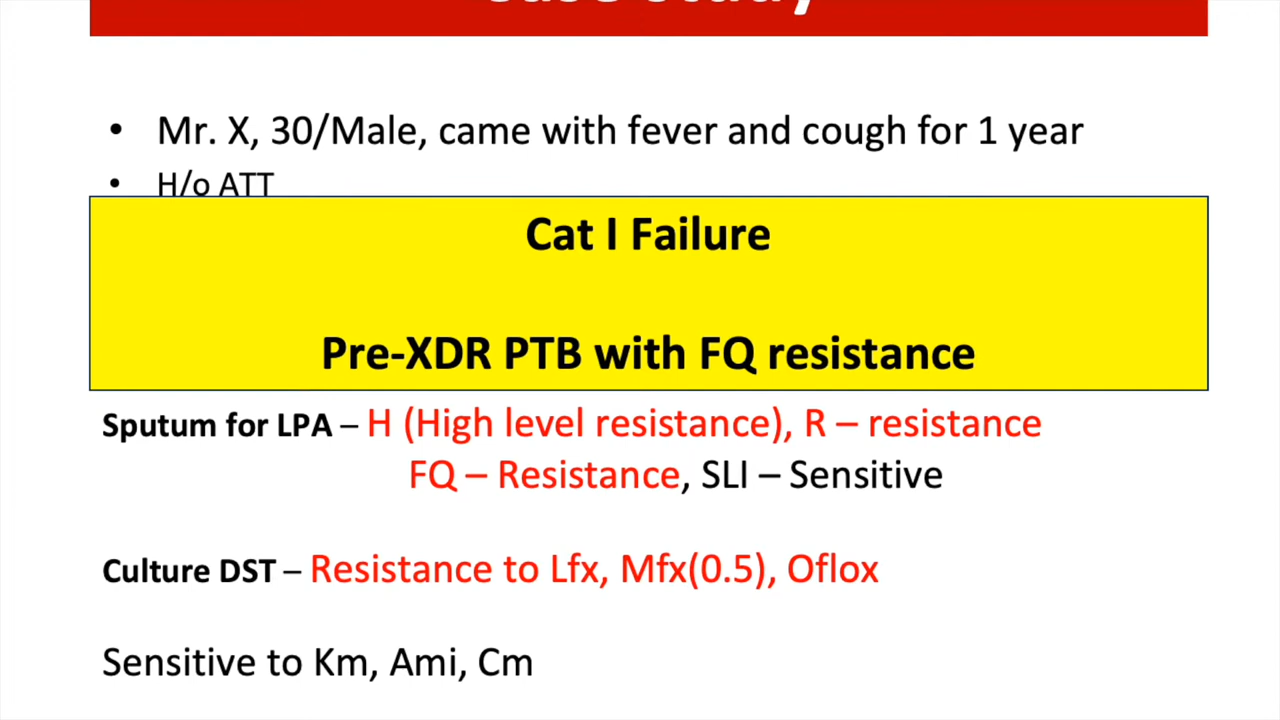 Case Study
• Mr. X, 30/Male, came with fever and cough for 1 year
• H/o ATT
Cat I Failure
Pre-XDR PTB with FQ resistance
Sputum for LPA – H (High level resistance), R – resistance
FQ – Resistance, SLI – Sensitive
Culture DST – Resistance to Lfx, Mfx(0.5), Oflox
Sensitive to Km, Ami, Cm